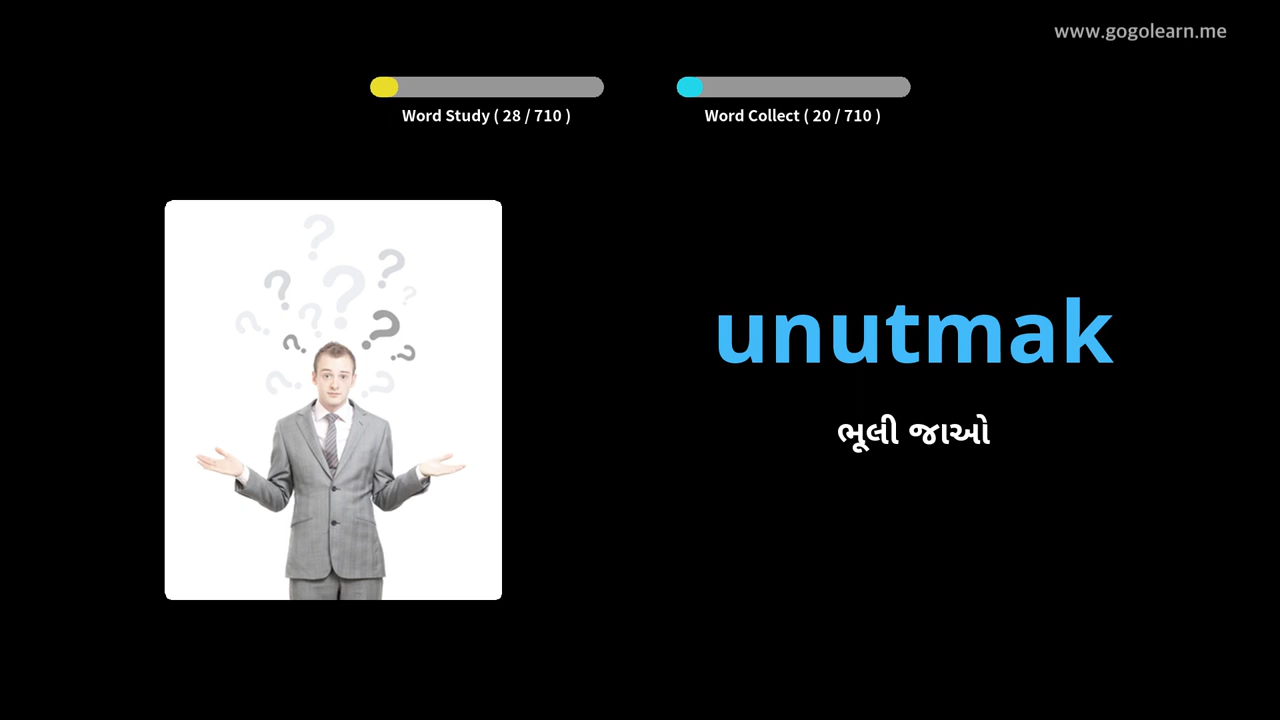 www.gogolearn.me
Word Study ( 28 / 710 )
Word Collect ( 20 / 710 )
unutmak
ભૂલી જાઓ